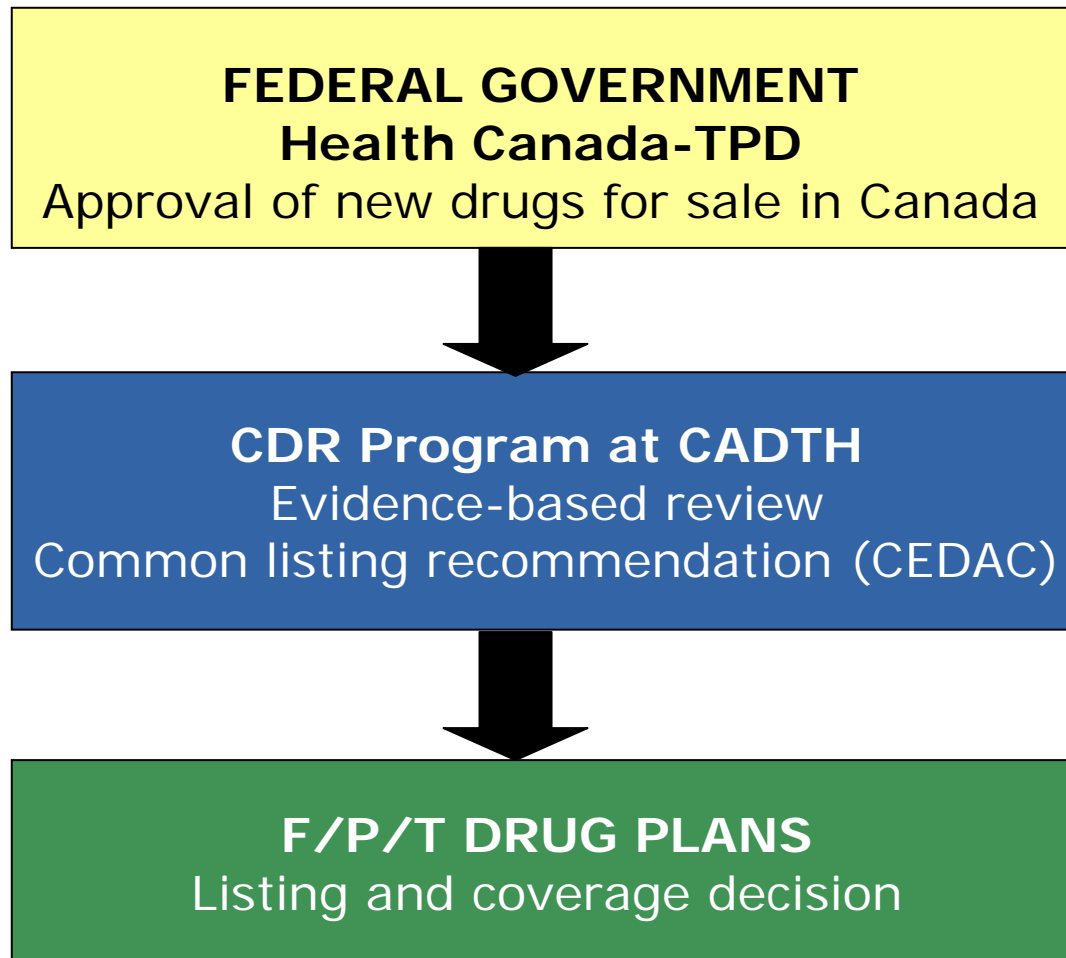 FEDERAL GOVERNMENT
Health Canada-TPD
Approval of new drugs for sale in Canada
CDR Program at CADTH
Evidence-based review
Common listing recommendation (CEDAC)
F/P/T DRUG PLANS
Listing and coverage decision